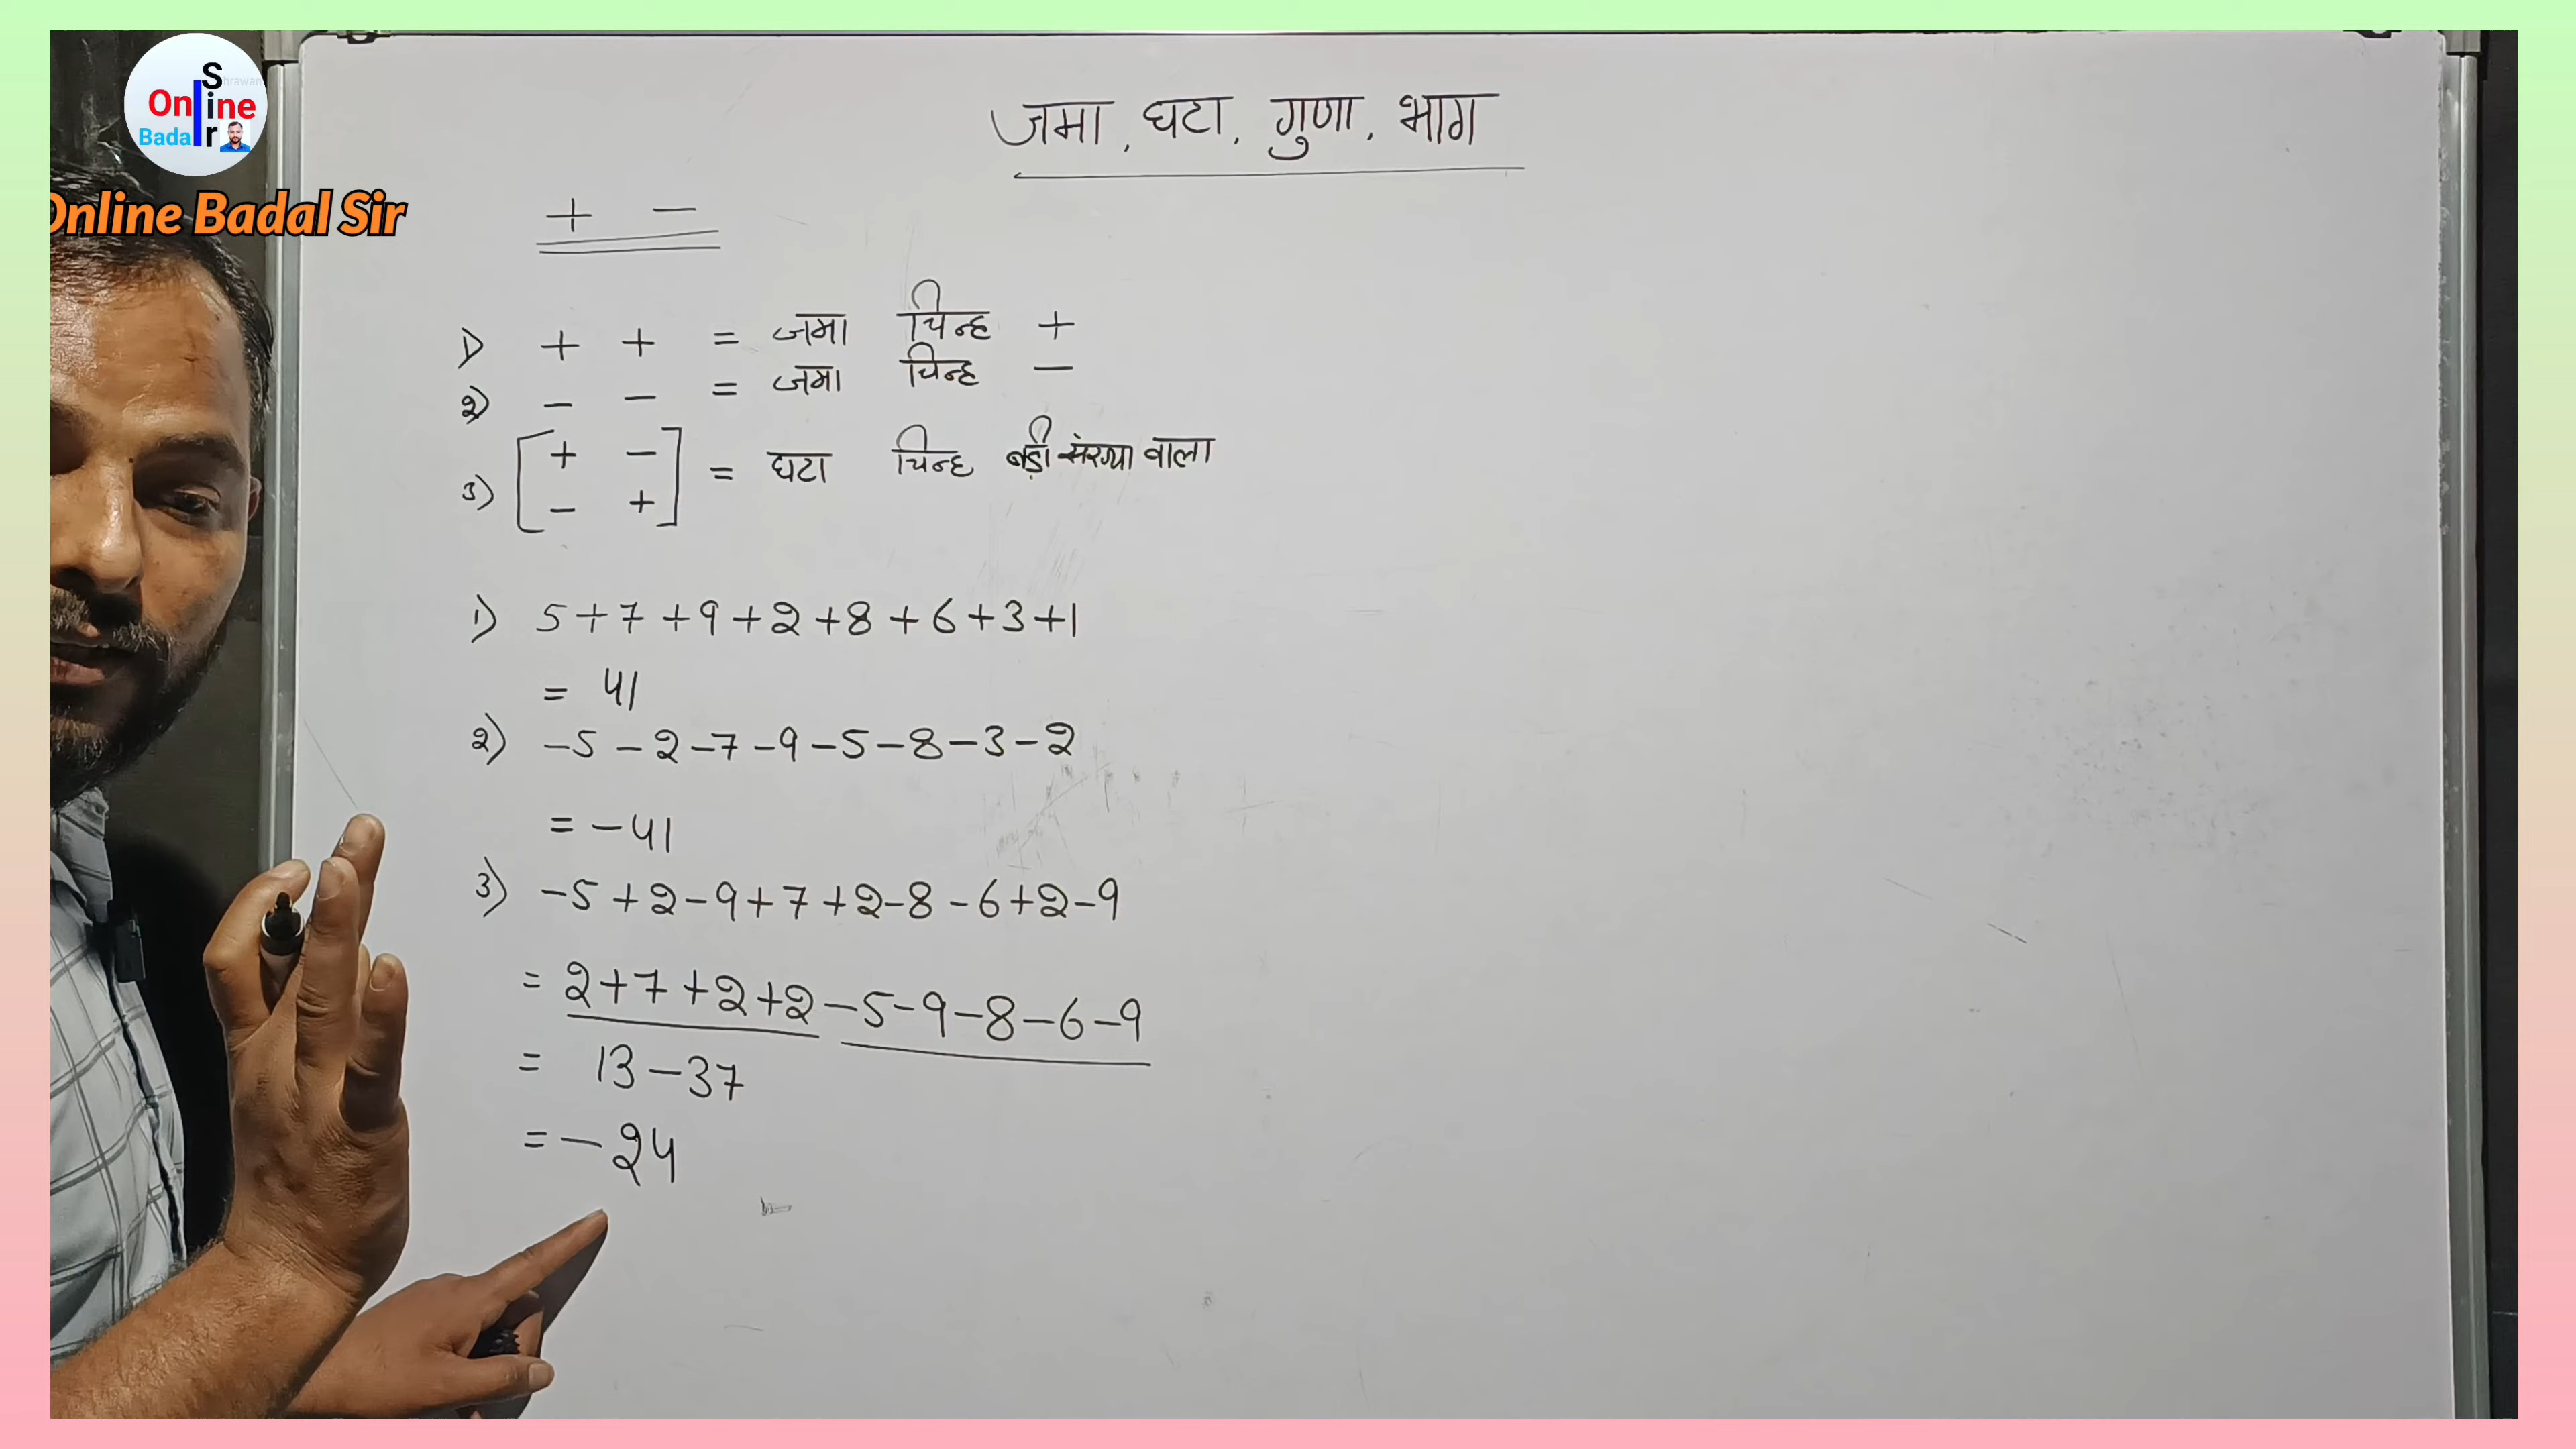 Online
Shrawan
Sir
Badal
Online Badal Sir
जमा, घटा, गुणा, भाग
+ −
1) + + = जमा चिन्ह +
2) − − = जमा चिन्ह −
3) [+ − = घटा चिन्ह बड़ी संख्या वाला
− +]
1) 5+7+9+2+8+6+3+1
= 41
2) −5−2−7−9−5−8−3−2
= −41
3) −5+2−9+7+2−8−6+2−9
= 2+7+2+2−5−9−8−6−9
= 13−37
= −24